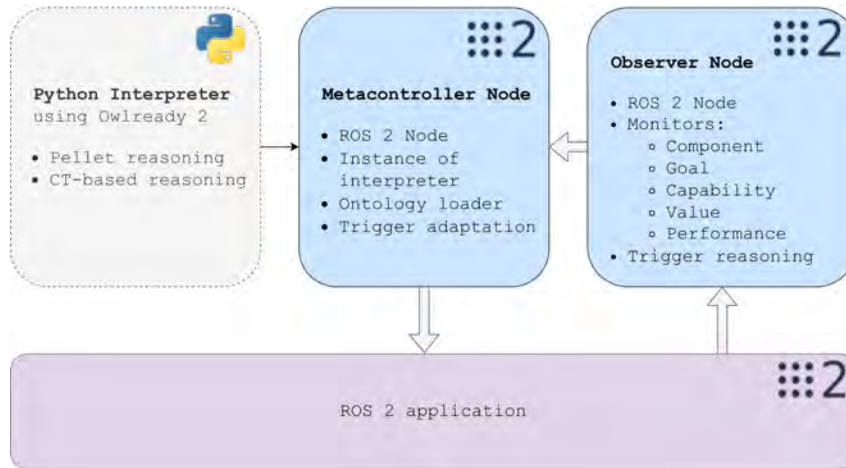 2
2
2
Python Interpreter
using Owlready 2
• Pellet reasoning
• CT-based reasoning
Metacontroller Node
• ROS 2 Node
• Instance of
interpreter
• Ontology loader
• Trigger adaptation
Observer Node
• ROS 2 Node
• Monitors:
◦ Component
◦ Goal
◦ Capability
◦ Value
◦ Performance
• Trigger reasoning
ROS 2 application